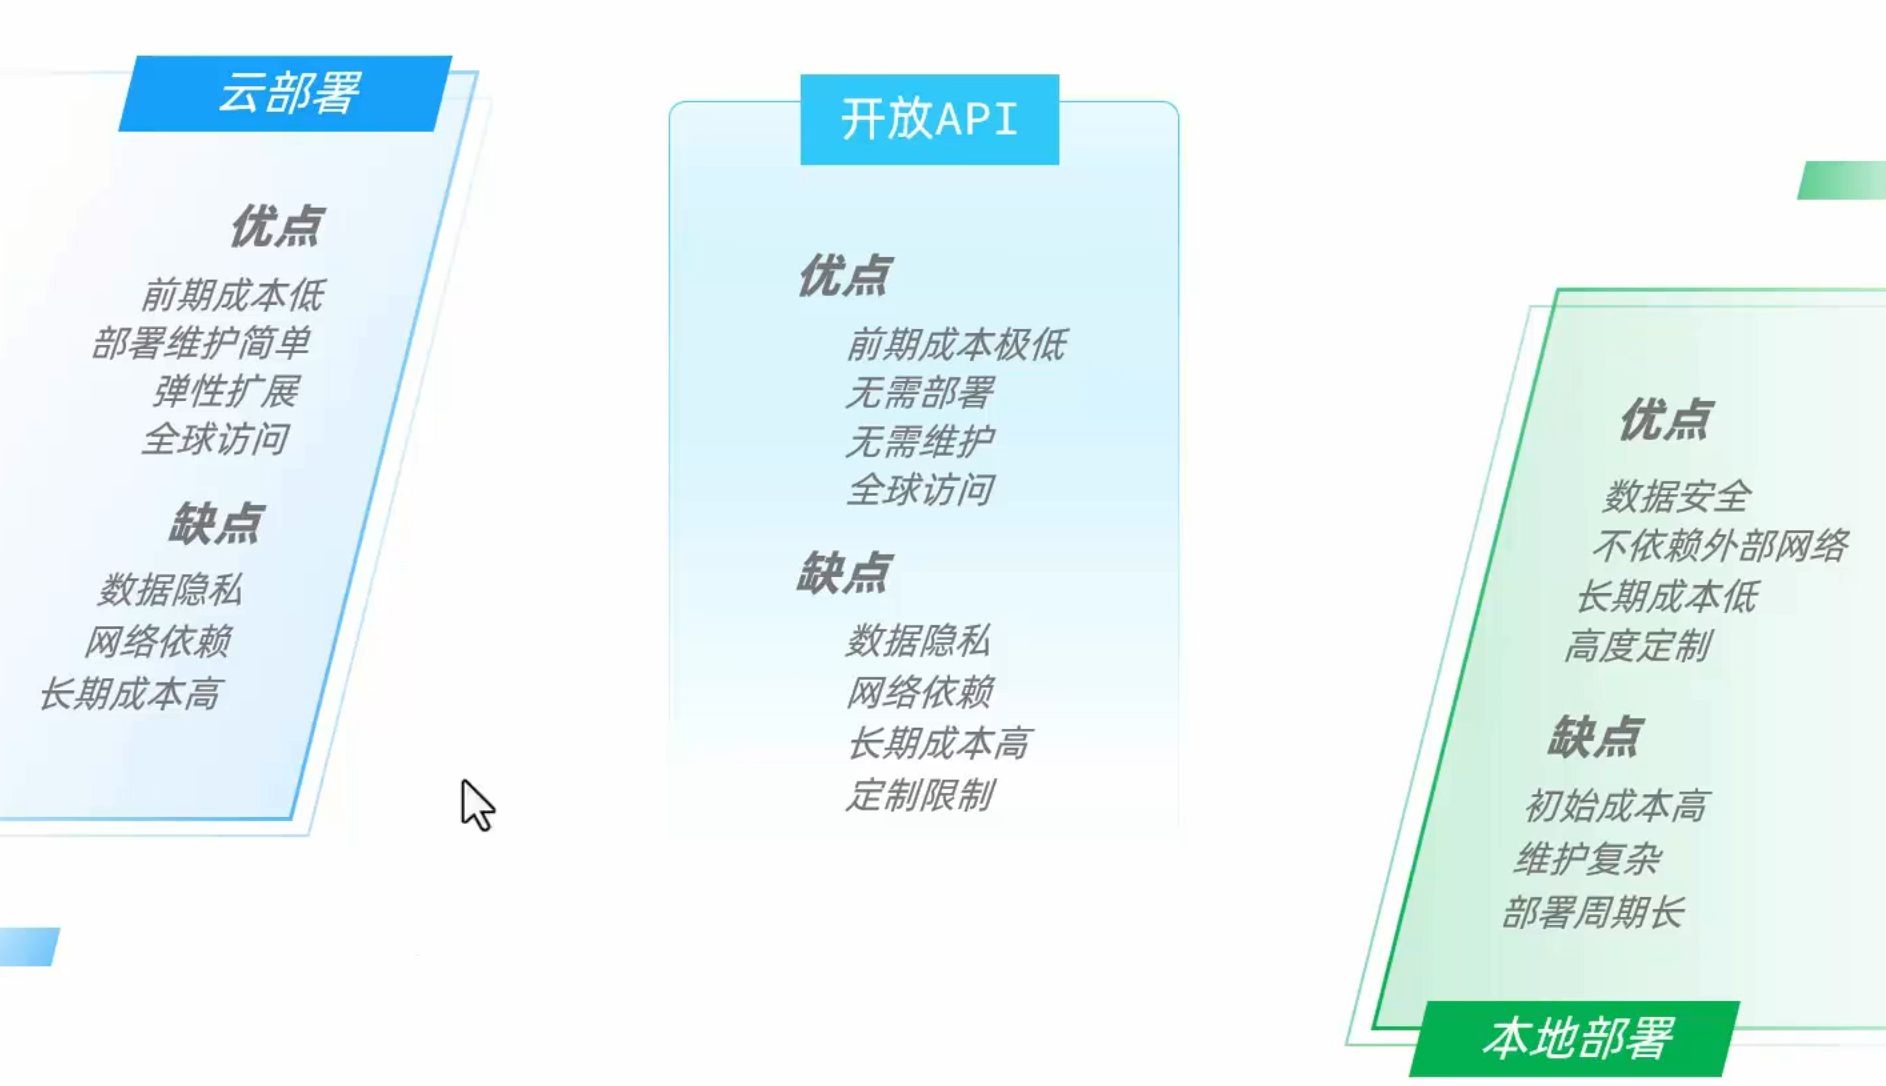 云部署
优点
前期成本低
部署维护简单
弹性扩展
全球访问
缺点
数据隐私
网络依赖
长期成本高
开放API
优点
前期成本极低
无需部署
无需维护
全球访问
缺点
数据隐私
网络依赖
长期成本高
定制限制
优点
数据安全
不依赖外部网络
长期成本低
高度定制
缺点
初始成本高
维护复杂
部署周期长
本地部署